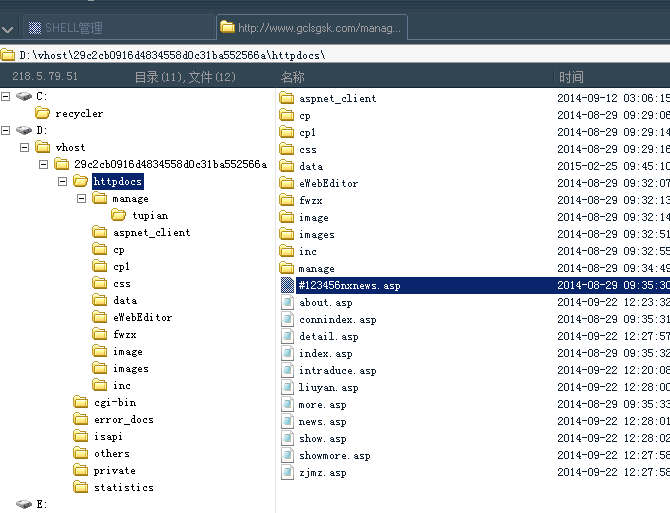 SHELL管理
http://www.gclsgsk.com/manag...
D:\vhost\29c2cb0916d4834558d0c31ba552566a\httpdocs\
218.5.79.51 目录(11),文件(12)
名称 时间
C:
recycler
D:
vhost
29c2cb0916d4834558d0c31ba552566a
httpdocs
manage
tupian
aspnet_client
cp
cp1
css
data
eWebEditor
fwzx
image
images
inc
cgi-bin
error_docs
isapi
others
private
statistics
E:
aspnet_client 2014-09-12 03:06:15
cp 2014-08-29 09:29:06
cp1 2014-08-29 09:29:14
css 2014-08-29 09:29:16
data 2015-02-25 09:45:10
eWebEditor 2014-08-29 09:32:07
fwzx 2014-08-29 09:32:13
image 2014-08-29 09:32:14
images 2014-08-29 09:32:51
inc 2014-08-29 09:32:55
manage 2014-08-29 09:34:49
#123456nxnews.asp 2014-08-29 09:35:30
about.asp 2014-09-22 12:23:32
connindex.asp 2014-08-29 09:35:31
detail.asp 2014-09-22 12:27:57
index.asp 2014-08-29 09:35:32
intraduce.asp 2014-09-22 12:20:08
liuyan.asp 2014-09-22 12:28:00
more.asp 2014-08-29 09:35:33
news.asp 2014-09-22 12:28:01
show.asp 2014-09-22 12:28:02
showmore.asp 2014-09-22 12:27:58
zjmz.asp 2014-09-22 12:27:58